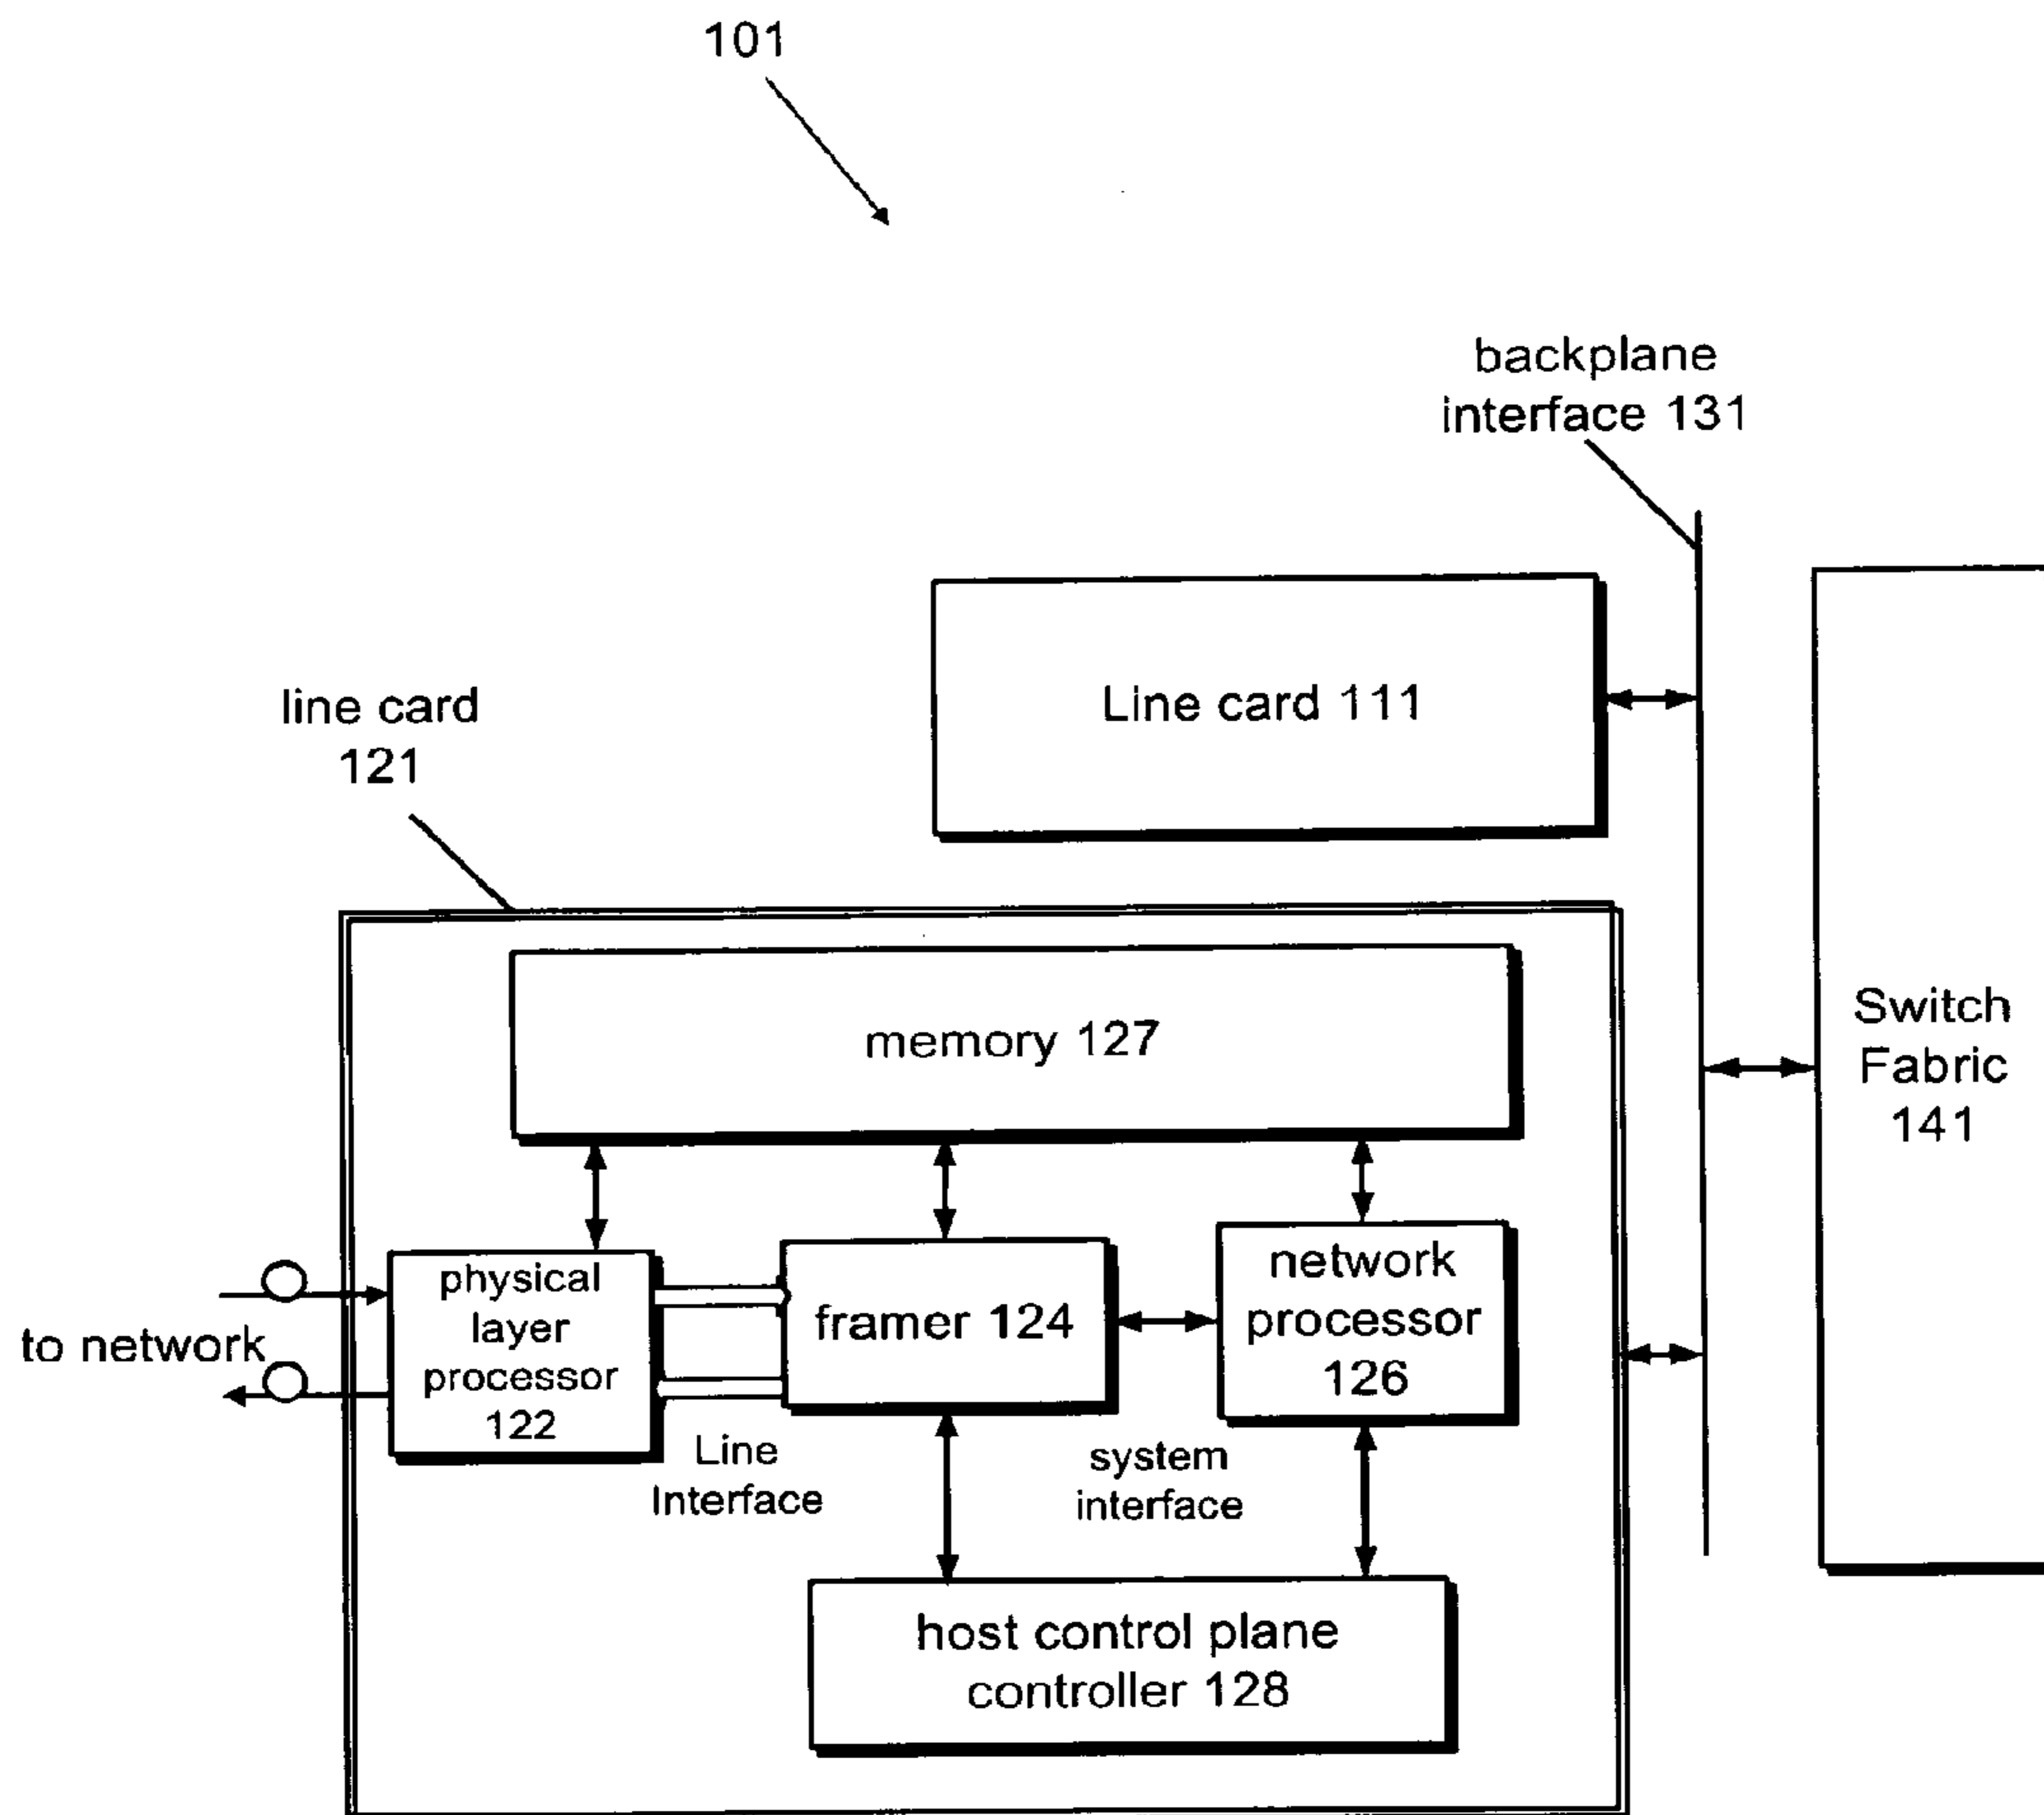 101
backplane
interface 131
Line card 111
line card
121
memory 127
Switch
Fabric
141
physical
layer
processor
122
framer 124
network
processor
126
to network
Line
Interface
system
interface
host control plane
controller 128